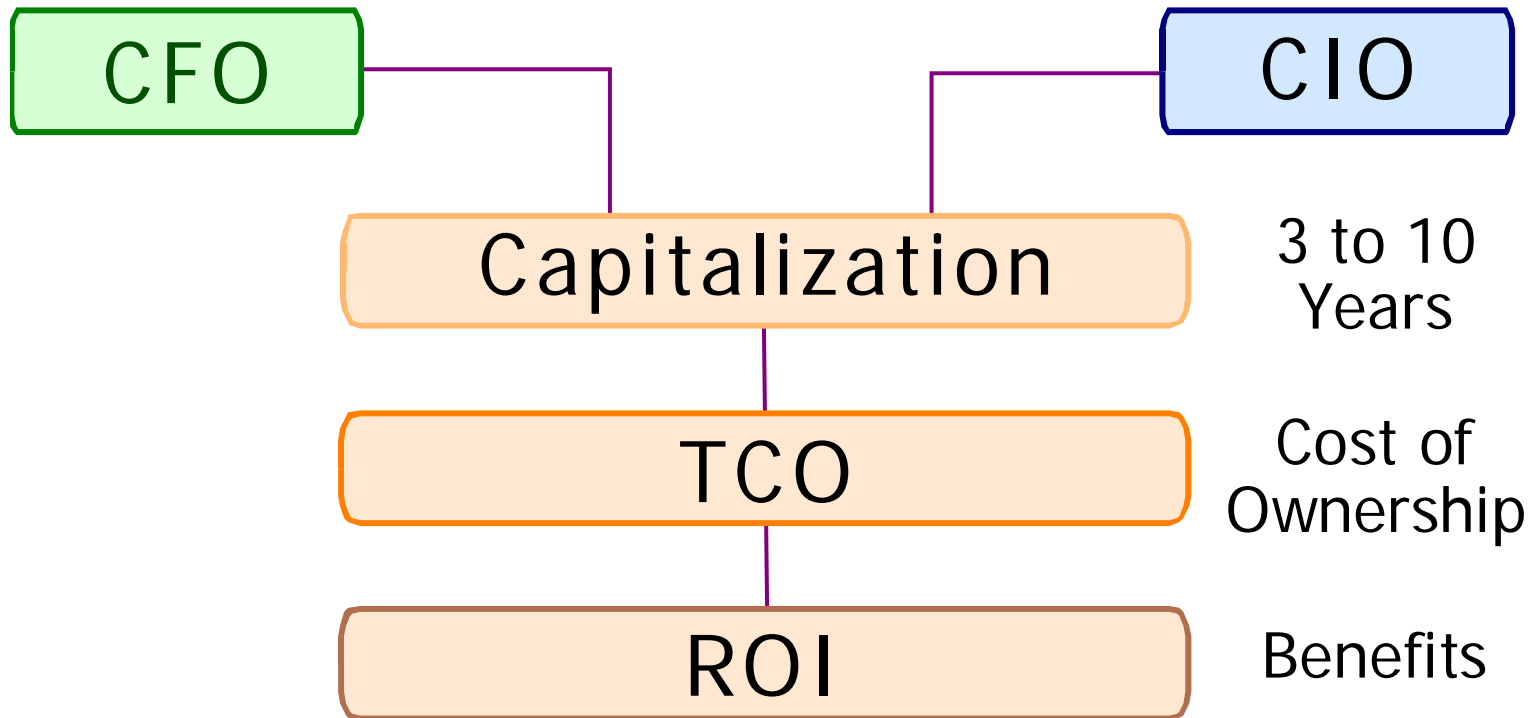 CFO
CIO
Capitalization
3 to 10
Years
TCO
Cost of
Ownership
ROI
Benefits